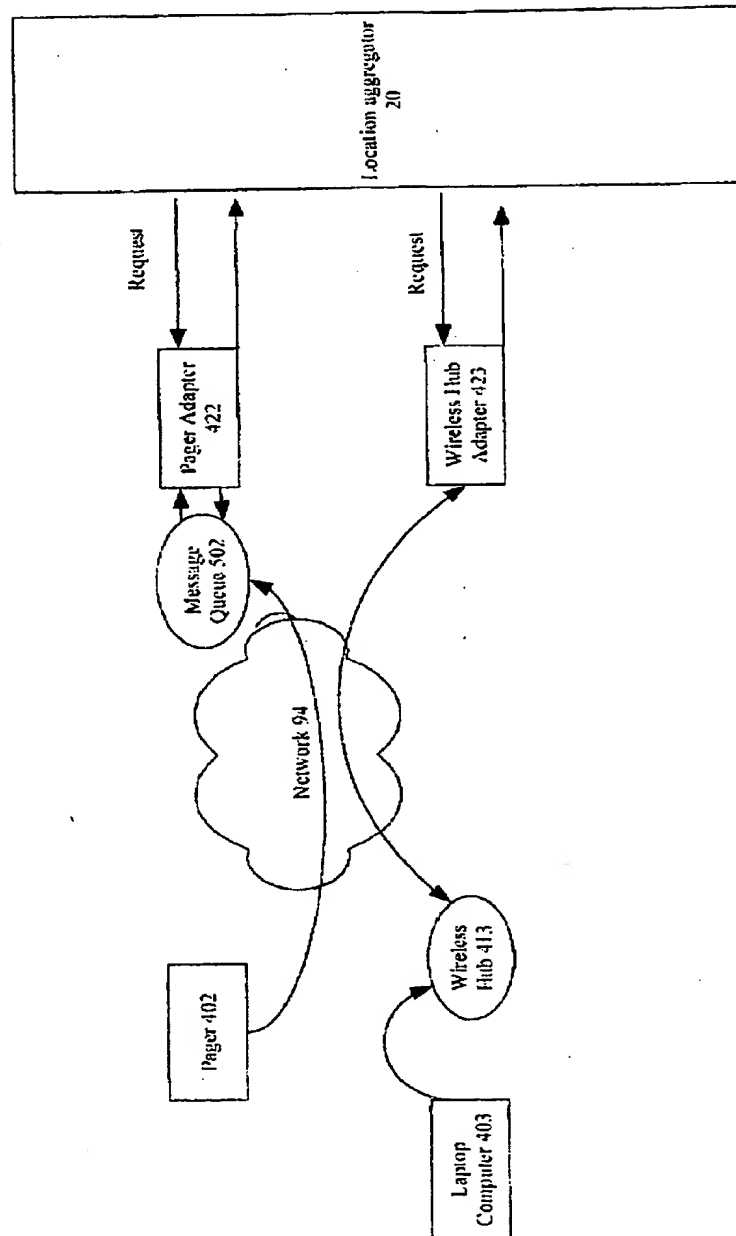 Location aggregator
20
Request
Request
Pager Adapter
422
Wireless Hub
Adapter 423
Message
Queue 502
Network 94
Pager 402
Wireless
Hub 413
Laptop
Computer 403